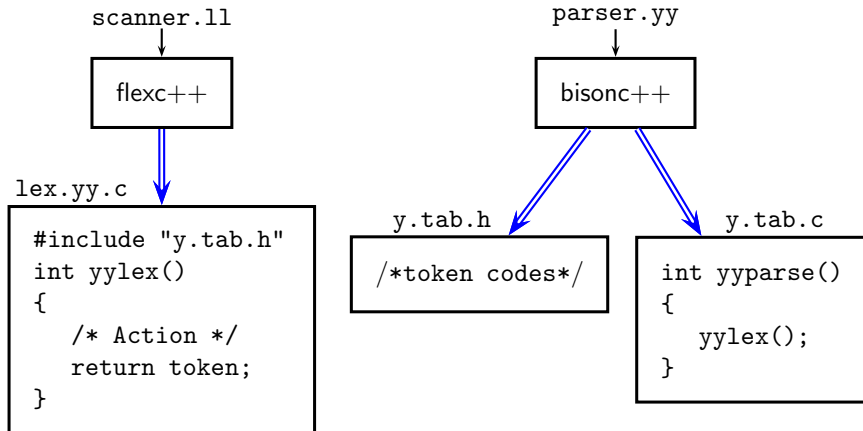 scanner.ll
flexc++
lex.yy.c
#include "y.tab.h"
int yylex()
{
/* Action */
return token;
}
parser.yy
bisonc++
y.tab.h
/*token codes*/
y.tab.c
int yyparse()
{
yylex();
}